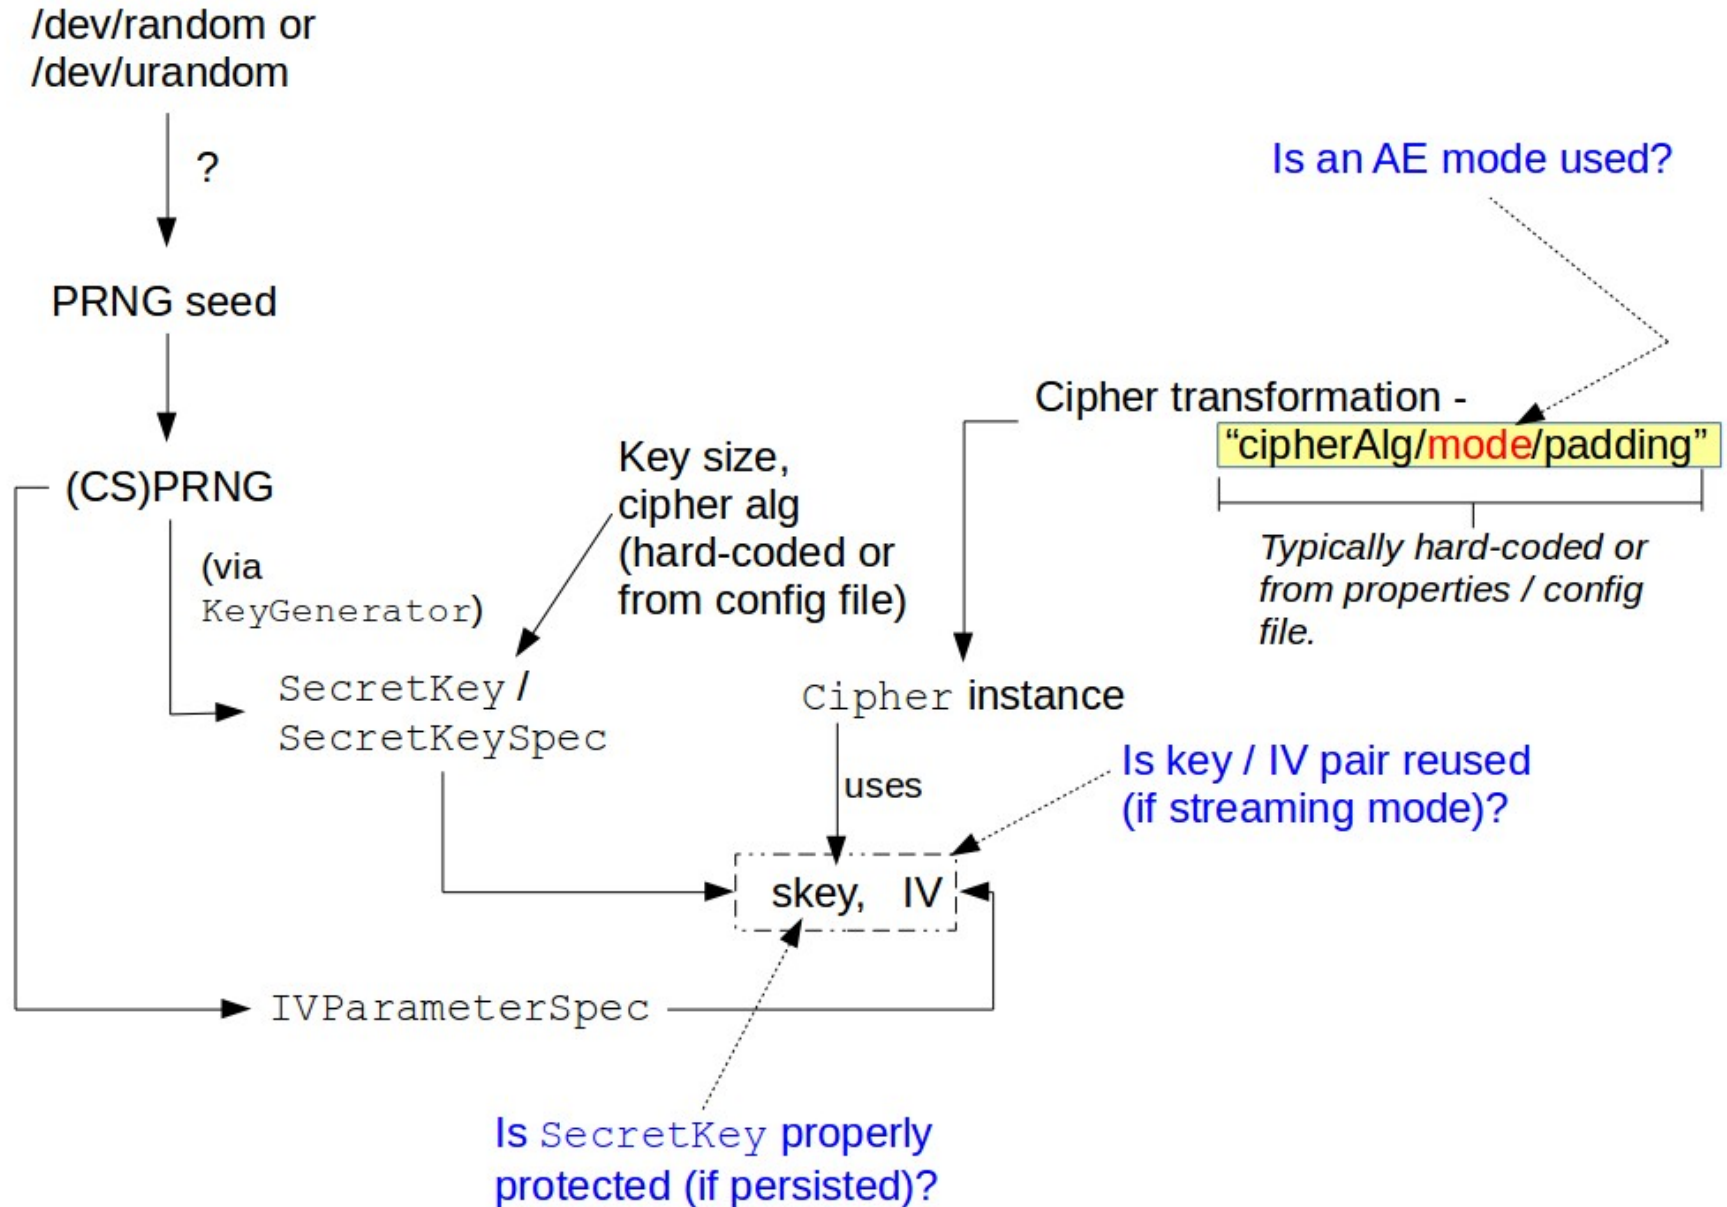 /dev/random or
/dev/urandom
?
PRNG seed
(CS)PRNG
(via
KeyGenerator)
Key size,
cipher alg
(hard-coded or
from config file)
SecretKey /
SecretKeySpec
Is an AE mode used?
Cipher transformation -
“cipherAlg/mode/padding”
Typically hard-coded or
from properties / config
file.
Cipher instance
uses
Is key / IV pair reused
(if streaming mode)?
skey, IV
IVParameterSpec
Is SecretKey properly
protected (if persisted)?